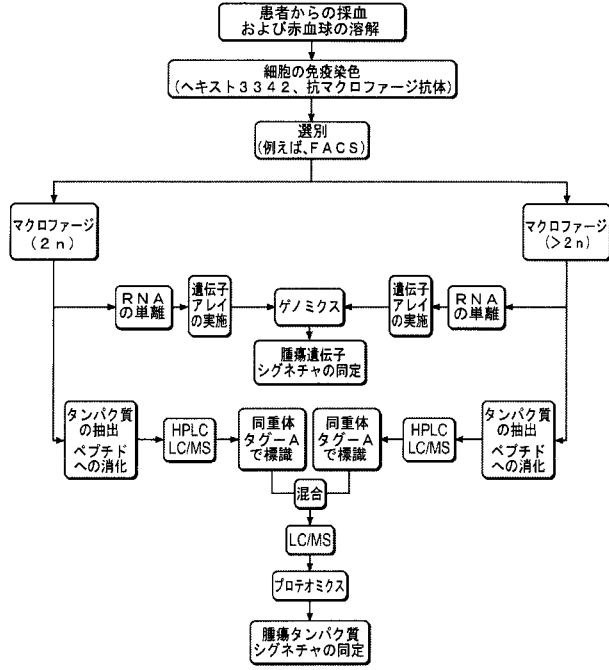 患者からの採血
および赤血球の溶解
細胞の免疫染色
(ヘキスト3342、抗マクロファージ抗体)
選別
(例えば、FACS)
マクロファージ
(2n)
マクロファージ
(>2n)
RNA
の単離
遺伝子
アレイ
の実施
ゲノミクス
遺伝子
アレイ
の実施
RNA
の単離
腫瘍遺伝子
シグネチャの同定
タンパク質
の抽出
ペプチド
への消化
HPLC
LC/MS
同重体
タグーA
で標識
同重体
タグーA
で標識
HPLC
LC/MS
タンパク質
の抽出
ペプチド
への消化
混合
LC/MS
プロテオミクス
腫瘍タンパク質
シグネチャの同定